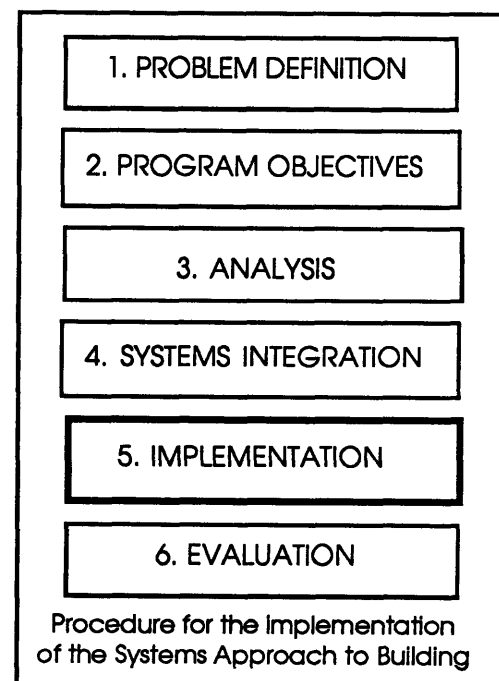 1. PROBLEM DEFINITION
2. PROGRAM OBJECTIVES
3. ANALYSIS
4. SYSTEMS INTEGRATION
5. IMPLEMENTATION
6. EVALUATION
Procedure for the Implementation
of the Systems Approach to Building